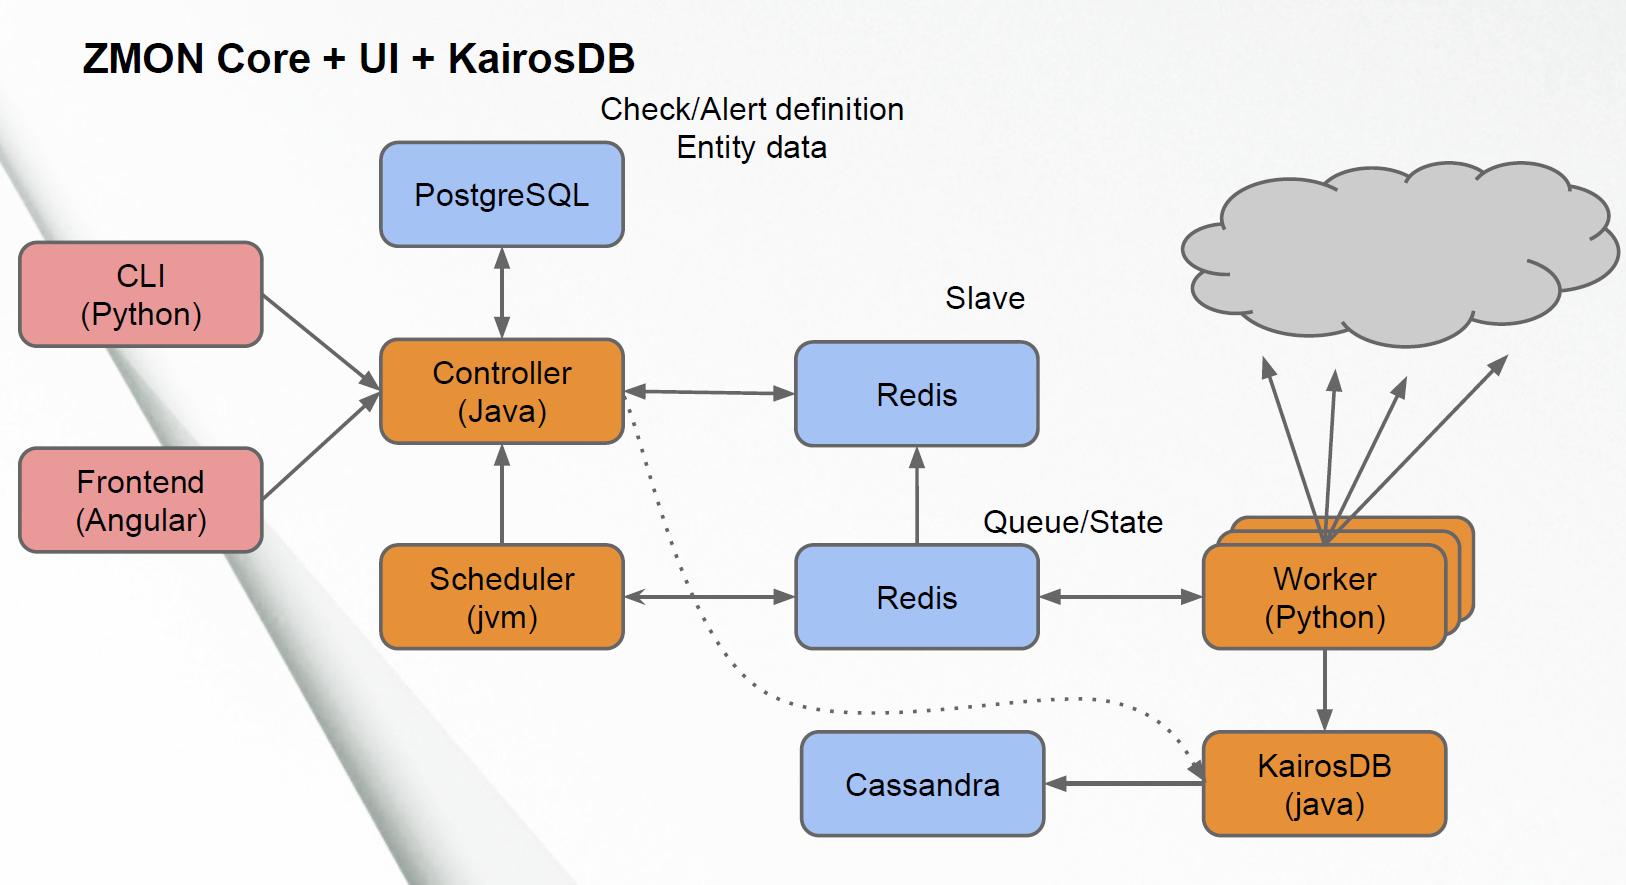 ZMON Core + UI + KairosDB
Check/Alert definition
Entity data
PostgreSQL
CLI
(Python)
Slave
Controller
(Java)
Redis
Frontend
(Angular)
Queue/State
Scheduler
(jvm)
Redis
Worker
(Python)
Cassandra
KairosDB
(java)